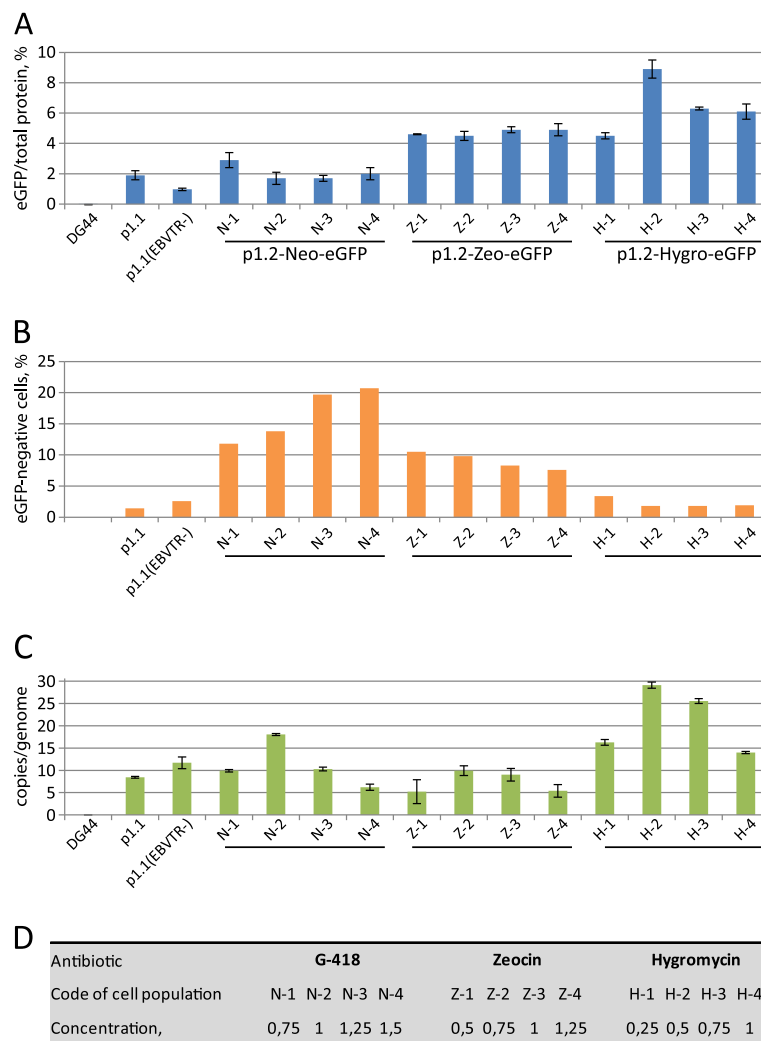 A
eGFP/total protein, %
10
8
6
4
2
0
DG44 p1.1 p1.1(EBVTR-) N-1 N-2 N-3 N-4 Z-1 Z-2 Z-3 Z-4 H-1 H-2 H-3 H-4
p1.2-Neo-eGFP p1.2-Zeo-eGFP p1.2-Hygro-eGFP
B
eGFP-negative cells, %
25
20
15
10
5
0
p1.1 p1.1(EBVTR-) N-1 N-2 N-3 N-4 Z-1 Z-2 Z-3 Z-4 H-1 H-2 H-3 H-4
C
copies/genome
30
25
20
15
10
5
0
DG44 p1.1 p1.1(EBVTR-) N-1 N-2 N-3 N-4 Z-1 Z-2 Z-3 Z-4 H-1 H-2 H-3 H-4
D
Antibiotic G-418 Zeocin Hygromycin
Code of cell population N-1 N-2 N-3 N-4 Z-1 Z-2 Z-3 Z-4 H-1 H-2 H-3 H-4
Concentration, 0,75 1 1,25 1,5 0,5 0,75 1 1,25 0,25 0,5 0,75 1